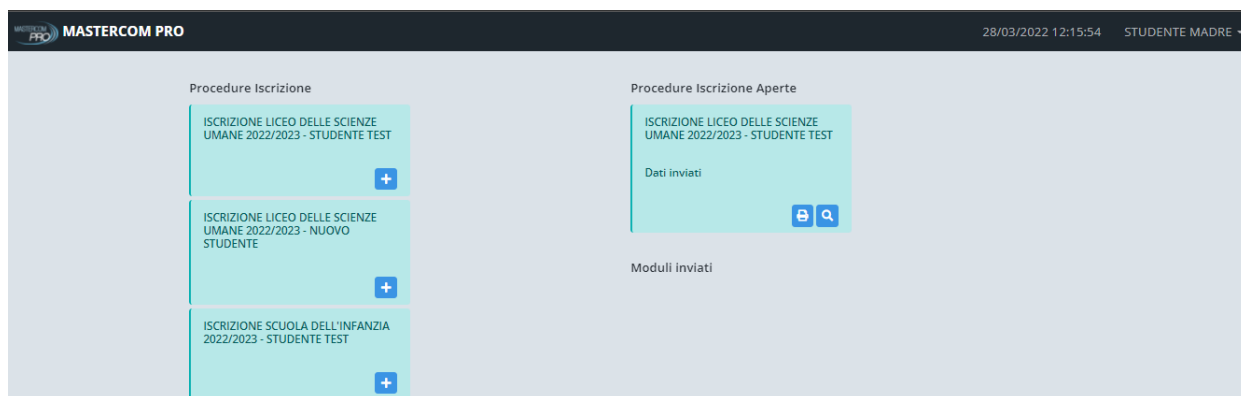 MASTERCOM PRO MASTERCOM PRO
28/03/2022 12:15:54 STUDENTE MADRE
Procedure Iscrizione
ISCRIZIONE LICEO DELLE SCIENZE
UMANE 2022/2023 - STUDENTE TEST
ISCRIZIONE LICEO DELLE SCIENZE
UMANE 2022/2023 - NUOVO
STUDENTE
ISCRIZIONE SCUOLA DELL'INFANZIA
2022/2023 - STUDENTE TEST
Procedure Iscrizione Aperte
ISCRIZIONE LICEO DELLE SCIENZE
UMANE 2022/2023 - STUDENTE TEST
Dati inviati
Moduli inviati